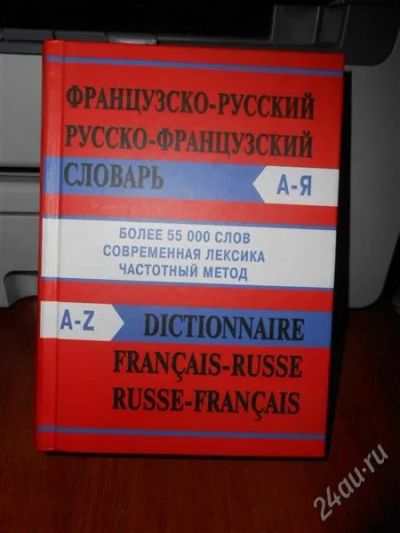 ФРАНЦУЗСКО-РУССКИЙ
РУССКО-ФРАНЦУЗСКИЙ
СЛОВАРЬ
А-Я
БОЛЕЕ 55 000 СЛОВ
СОВРЕМЕННАЯ ЛЕКСИКА
ЧАСТОТНЫЙ МЕТОД
A-Z
DICTIONNAIRE
FRANÇAIS-RUSSE
RUSSE-FRANÇAIS
24au.ru